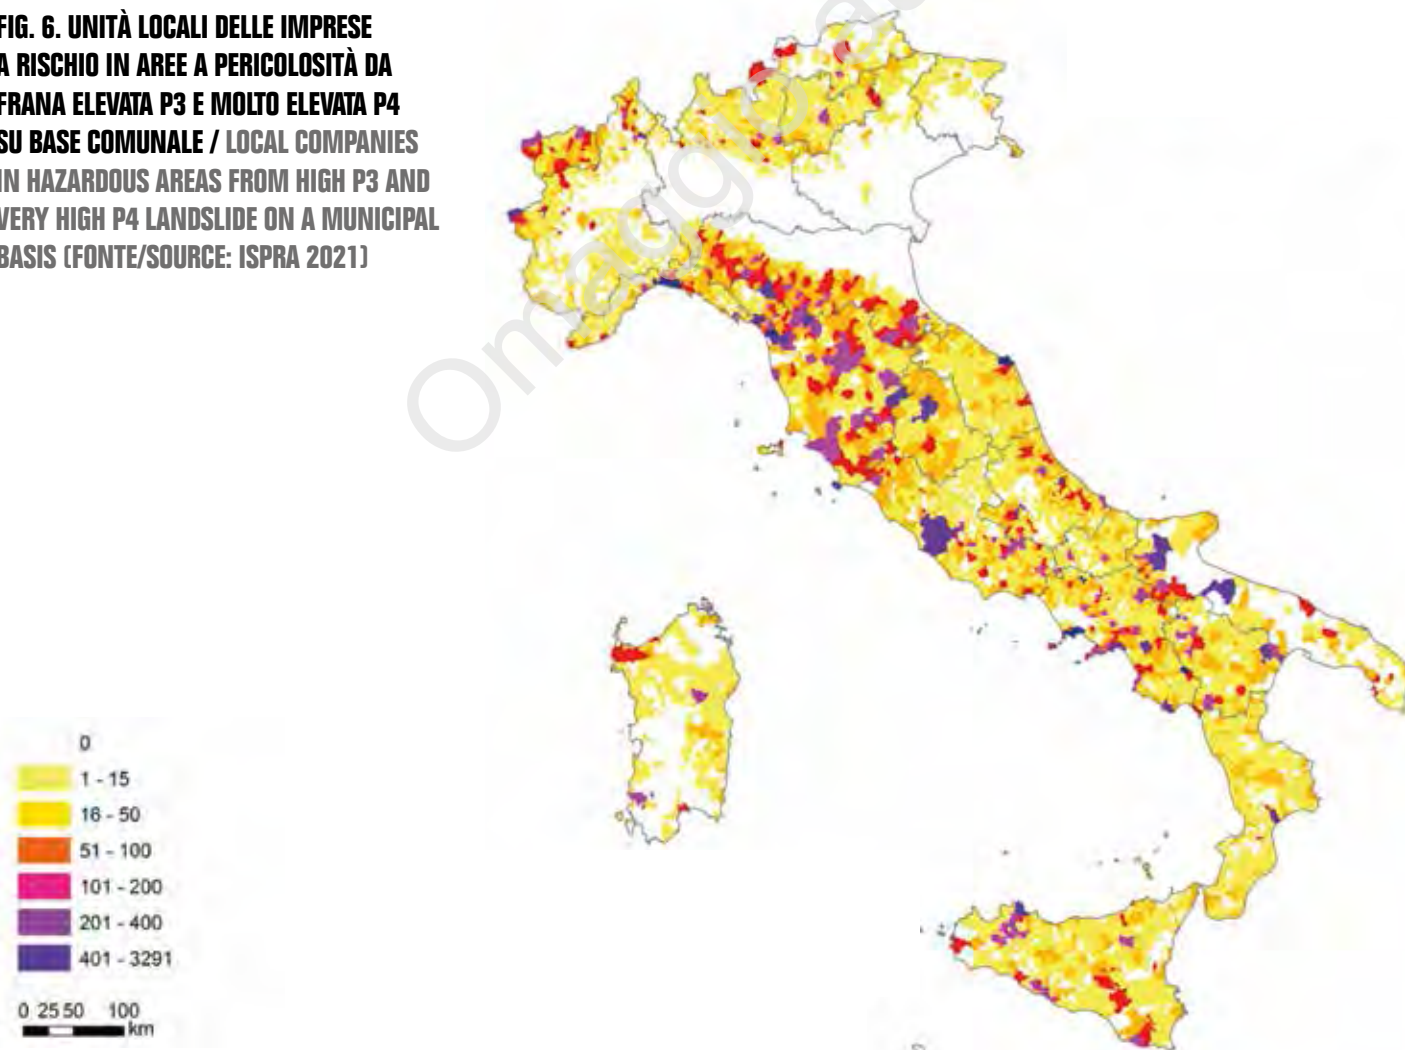 FIG. 6. UNITÀ LOCALI DELLE IMPRESE
A RISCHIO IN AREE A PERICOLOSITÀ DA
FRANA ELEVATA P3 E MOLTO ELEVATA P4
SU BASE COMUNALE / LOCAL COMPANIES
IN HAZARDOUS AREAS FROM HIGH P3 AND
VERY HIGH P4 LANDSLIDE ON A MUNICIPAL
BASIS (FONTE/SOURCE: ISPRA 2021)
Omaggio
0
1 - 15
16 - 50
51 - 100
101 - 200
201 - 400
401 - 3291
0 25 50 100
km